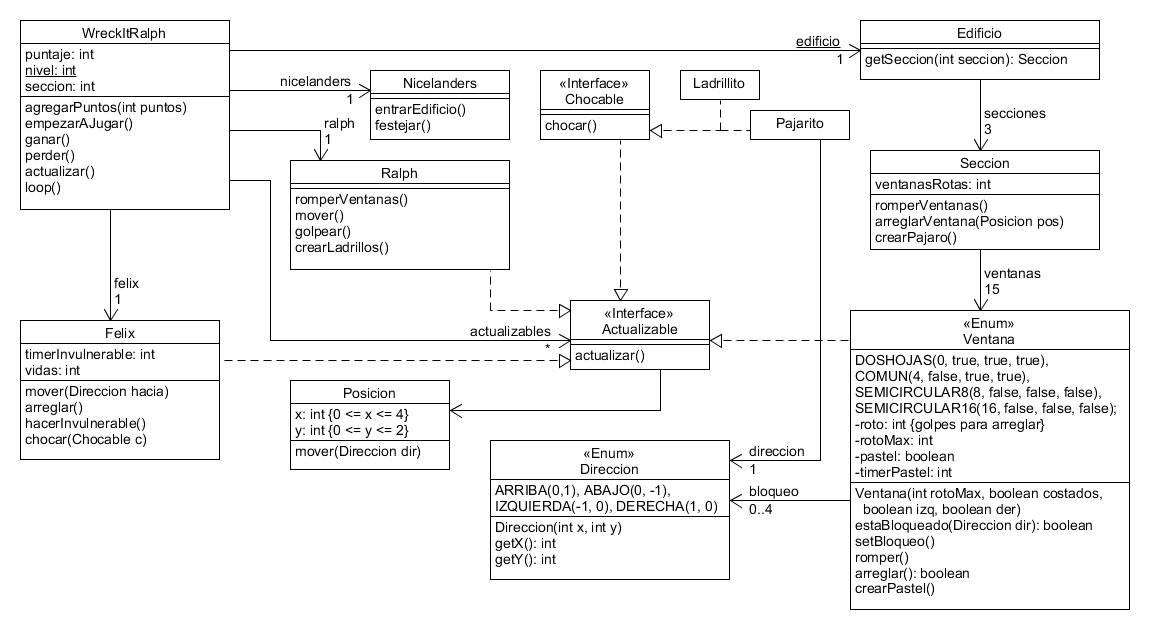 WreckItRalph
puntaje: int
nivel: int
seccion: int
agregarPuntos(int puntos)
empezarAJugar()
ganar()
perder()
actualizar()
loop()
edificio
1
Edificio
getSeccion(int seccion): Seccion
nicelanders
1
Nicelanders
entrarEdificio()
festejar()
«Interface»
Chocable
chocar()
Ladrillito
Pajarito
secciones
3
ralph
1
Ralph
romperVentanas()
mover()
golpear()
crearLadrillos()
Seccion
ventanasRotas: int
romperVentanas()
arreglarVentana(Posicion pos)
crearPajaro()
ventanas
15
felix
1
Felix
timerInvulnerable: int
vidas: int
mover(Direccion hacia)
arreglar()
hacerInvulnerable()
chocar(Chocable c)
actualizables
*
«Interface»
Actualizable
actualizar()
Posicion
x: int {0 <= x <= 4}
y: int {0 <= y <= 2}
mover(Direccion dir)
«Enum»
Ventana
DOSHOJAS(0, true, true, true),
COMUN(4, false, true, true),
SEMICIRCULAR8(8, false, false, false),
SEMICIRCULAR16(16, false, false, false);
-roto: int {golpes para arreglar}
-rotoMax: int
-pastel: boolean
-timerPastel: int
Ventana(int rotoMax, boolean costados,
boolean izq, boolean der)
estaBloqueado(Direccion dir): boolean
setBloqueo()
romper()
arreglar(): boolean
crearPastel()
direccion
1
bloqueo
0..4
«Enum»
Direccion
ARRIBA(0,1), ABAJO(0, -1),
IZQUIERDA(-1, 0), DERECHA(1, 0)
Direccion(int x, int y)
getX(): int
getY(): int